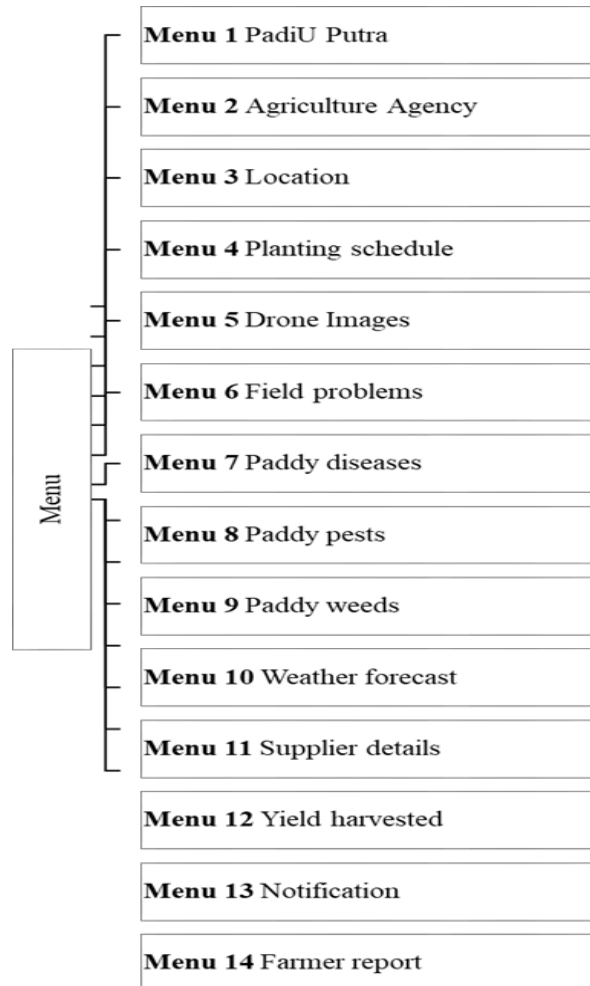 Menu 1 PadiU Putra
Menu 2 Agriculture Agency
Menu 3 Location
Menu 4 Planting schedule
Menu 5 Drone Images
Menu 6 Field problems
Menu 7 Paddy diseases
Menu
Menu 8 Paddy pests
Menu 9 Paddy weeds
Menu 10 Weather forecast
Menu 11 Supplier details
Menu 12 Yield harvested
Menu 13 Notification
Menu 14 Farmer report